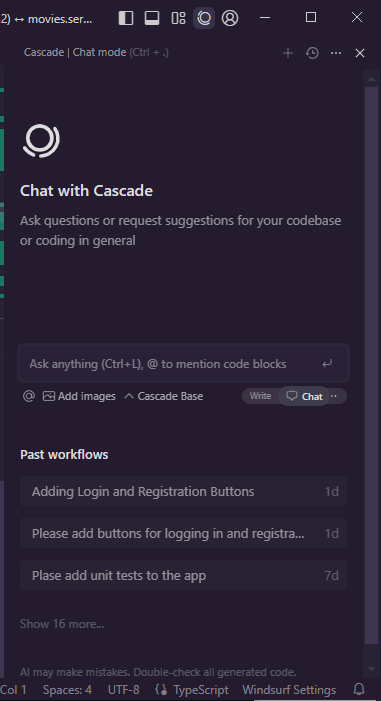 2) ↔ movies.ser...
Cascade | Chat mode (Ctrl + .)
Chat with Cascade
Ask questions or request suggestions for your codebase
or coding in general
Ask anything (Ctrl+L), @ to mention code blocks
@ Add images Cascade Base Write Chat
Past workflows
Adding Login and Registration Buttons 1d
Please add buttons for logging in and registra... 1d
Plase add unit tests to the app 7d
Show 16 more...
AI may make mistakes. Double-check all generated code.
Col 1 Spaces: 4 UTF-8 {} TypeScript Windsurf Settings